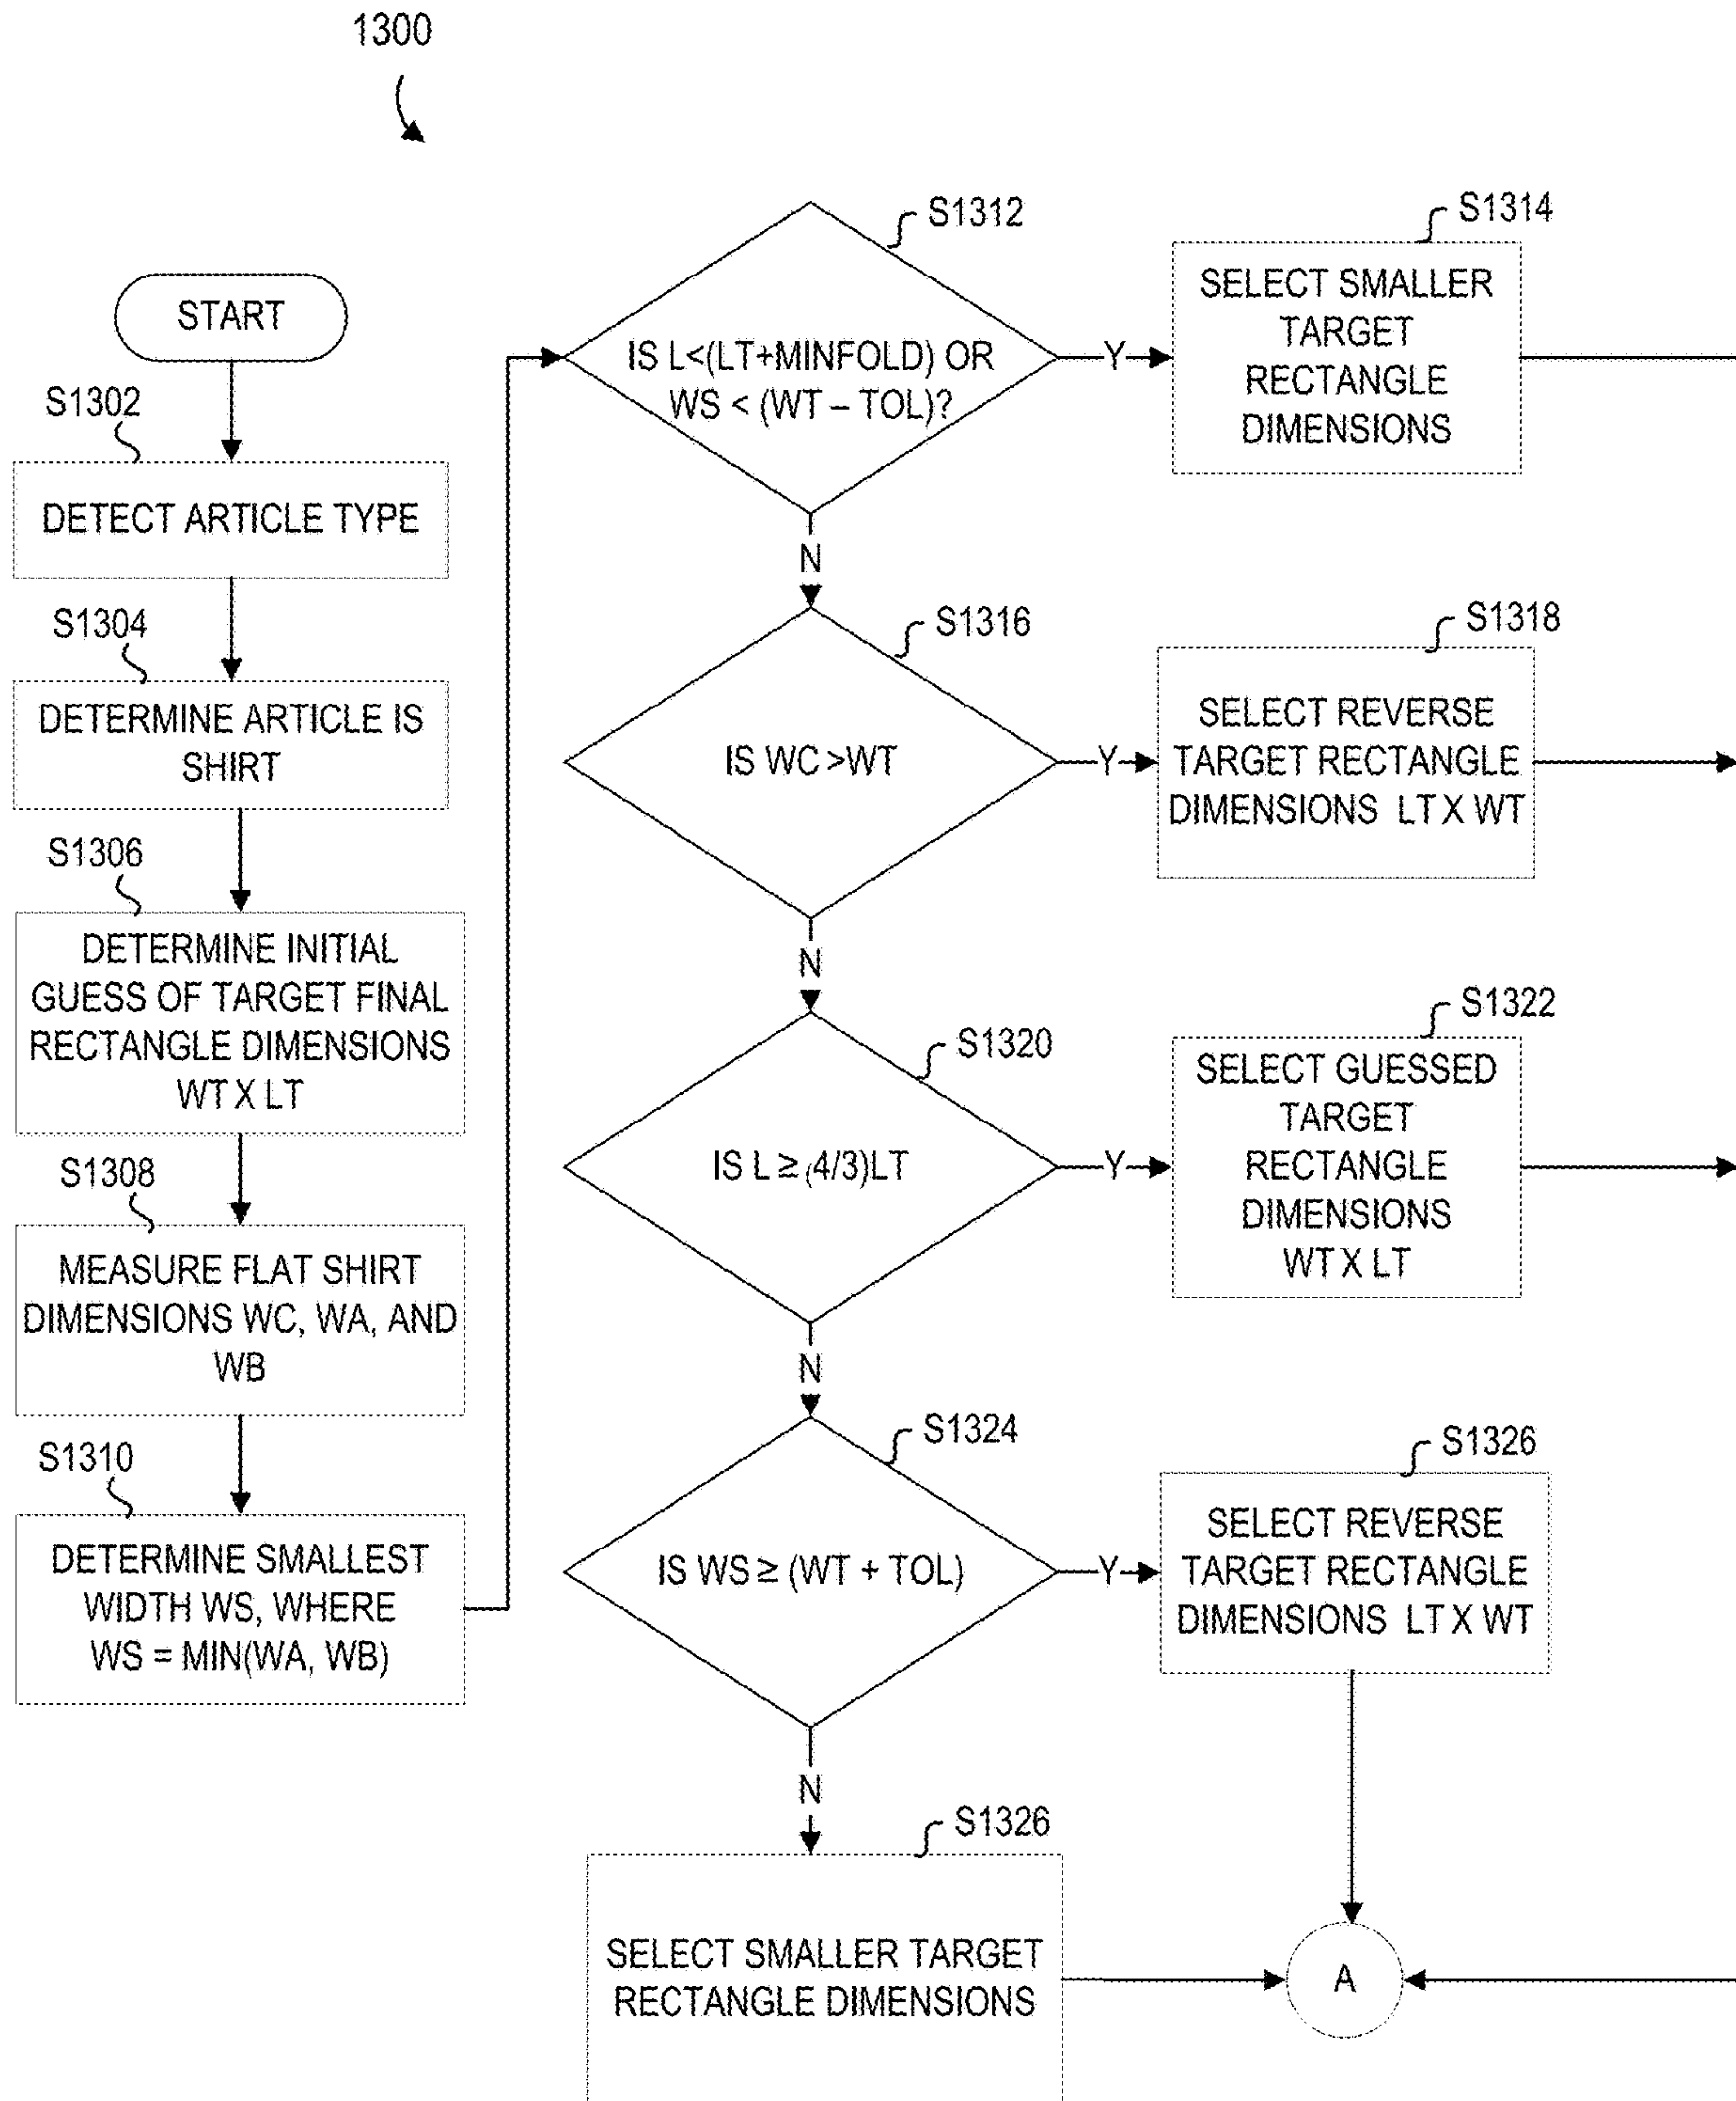 1300
START
S1302
DETECT ARTICLE TYPE
S1304
DETERMINE ARTICLE IS
SHIRT
S1306
DETERMINE INITIAL
GUESS OF TARGET FINAL
RECTANGLE DIMENSIONS
WT X LT
S1308
MEASURE FLAT SHIRT
DIMENSIONS WC, WA, AND
WB
S1310
DETERMINE SMALLEST
WIDTH WS, WHERE
WS = MIN(WA, WB)
S1312
IS L<(LT+MINFOLD) OR
WS < (WT – TOL)?
Y
N
S1314
SELECT SMALLER
TARGET
RECTANGLE
DIMENSIONS
S1316
IS WC >WT
Y
N
S1318
SELECT REVERSE
TARGET RECTANGLE
DIMENSIONS LT X WT
S1320
IS L ≥ (4/3)LT
Y
N
S1322
SELECT GUESSED
TARGET
RECTANGLE
DIMENSIONS
WT X LT
S1324
IS WS ≥ (WT + TOL)
Y
N
S1326
SELECT REVERSE
TARGET RECTANGLE
DIMENSIONS LT X WT
S1326
SELECT SMALLER TARGET
RECTANGLE DIMENSIONS
A